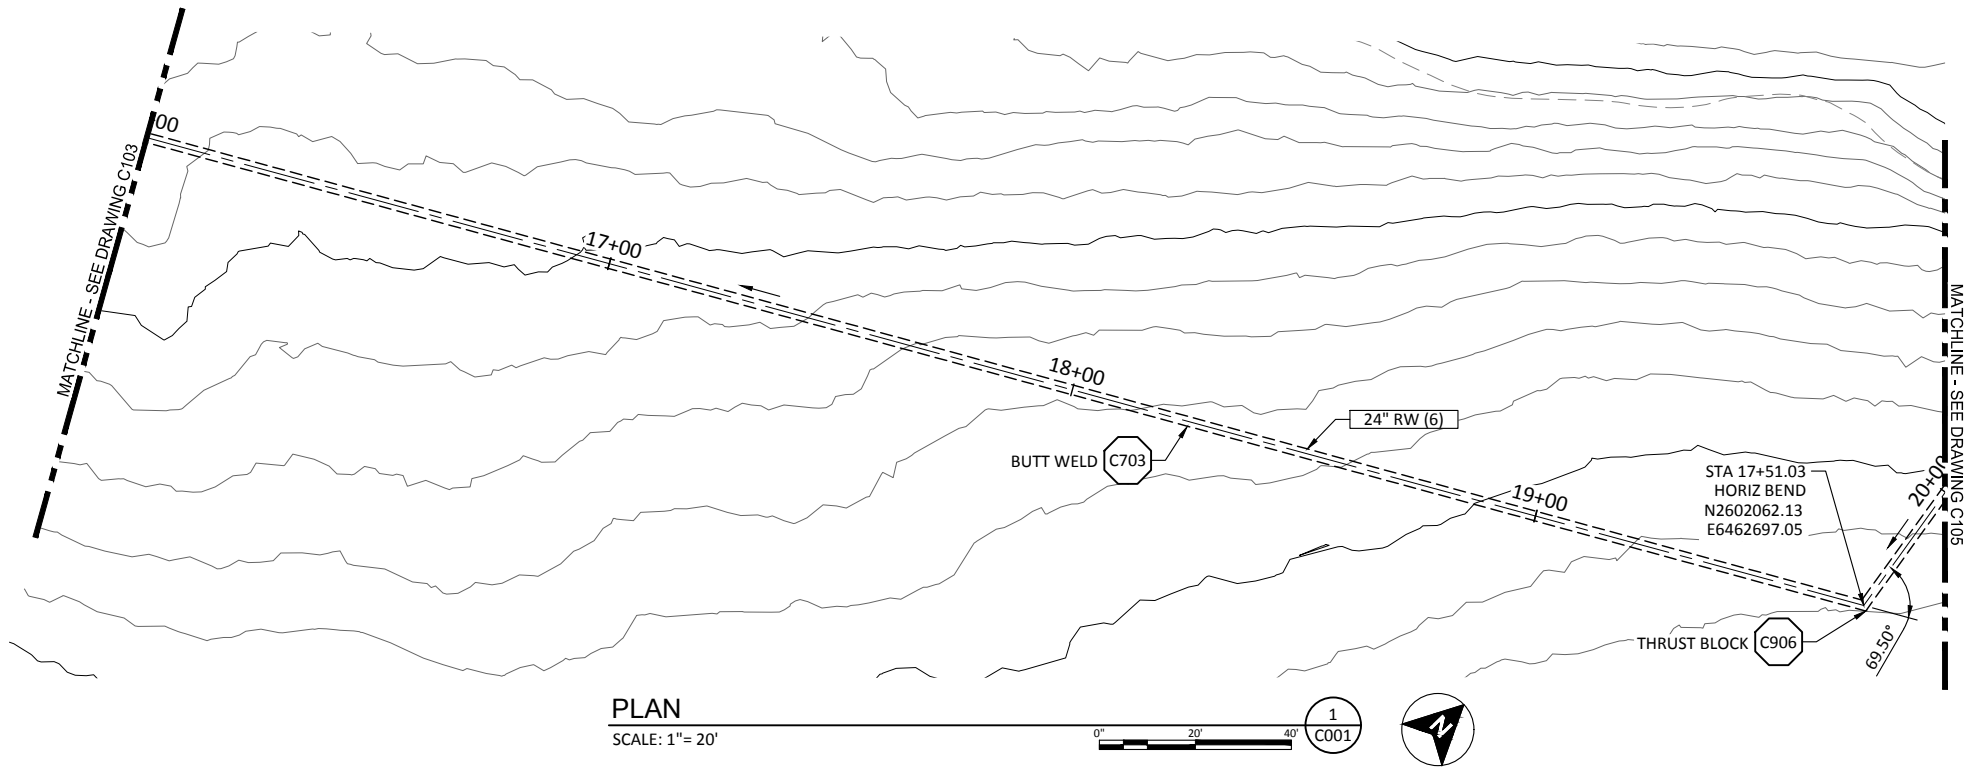 00
MATCHLINE - SEE DRAWING C103
17+00
18+00
24" RW (6)
BUTT WELD C703
19+00
STA 17+51.03
HORIZ BEND
N2602062.13
E6462697.05
20+00
MATCHLINE - SEE DRAWING C105
THRUST BLOCK C906
69.50°
PLAN
SCALE: 1"= 20'
1
C001
0"
20'
40'
N